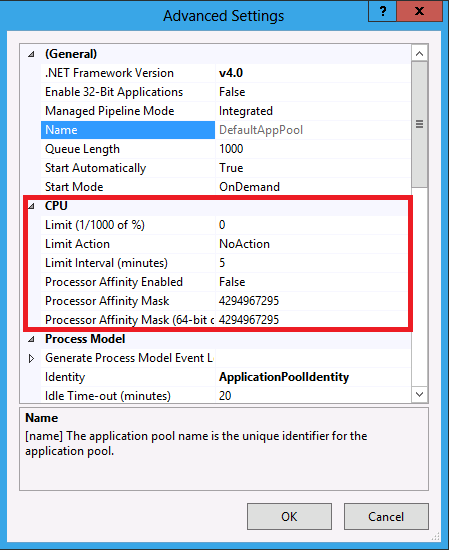 Advanced Settings
? X
(General)
.NET Framework Version v4.0
Enable 32-Bit Applications False
Managed Pipeline Mode Integrated
Name DefaultAppPool
Queue Length 1000
Start Automatically True
Start Mode OnDemand
CPU
Limit (1/1000 of %) 0
Limit Action NoAction
Limit Interval (minutes) 5
Processor Affinity Enabled False
Processor Affinity Mask 4294967295
Processor Affinity Mask (64-bit c 4294967295
Process Model
Generate Process Model Event L
Identity ApplicationPoolIdentity
Idle Time-out (minutes) 20
Name
[name] The application pool name is the unique identifier for the
application pool.
OK Cancel